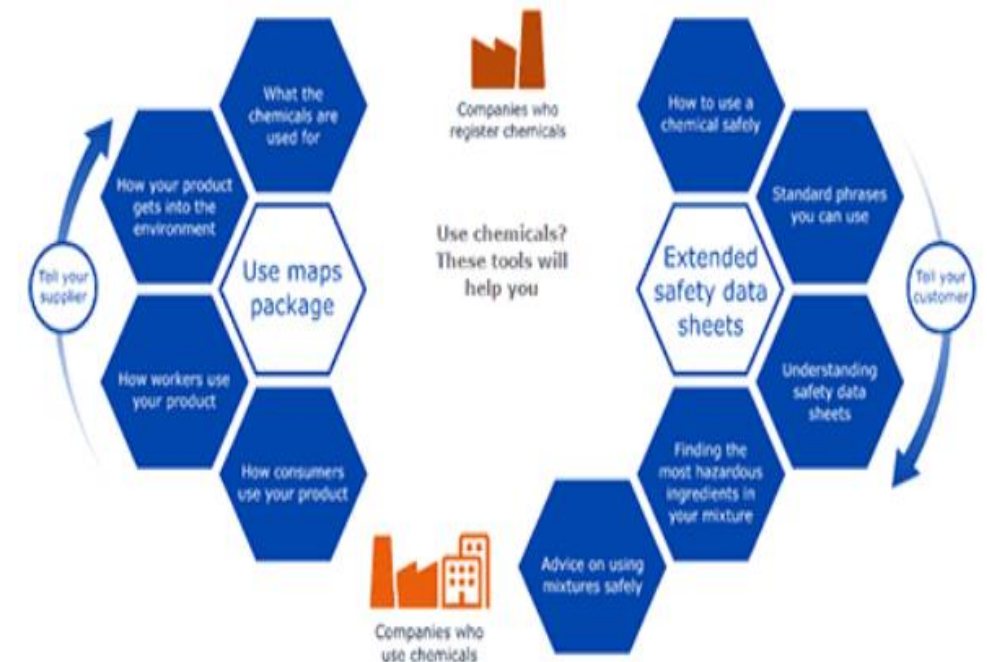 What the
chemicals are
used for
How your product
gets into the
environment
Use maps
package
Tell your
supplier
How workers use
your product
How consumers
use your product
Companies who
register chemicals
Use chemicals?
These tools will
help you
Companies who
use chemicals
How to use a
chemical safely
Standard phrases
you can use
Extended
safety data
sheets
Tell your
customer
Understanding
safety data
sheets
Finding the
most hazardous
ingredients in
your mixture
Advice on using
mixtures safely